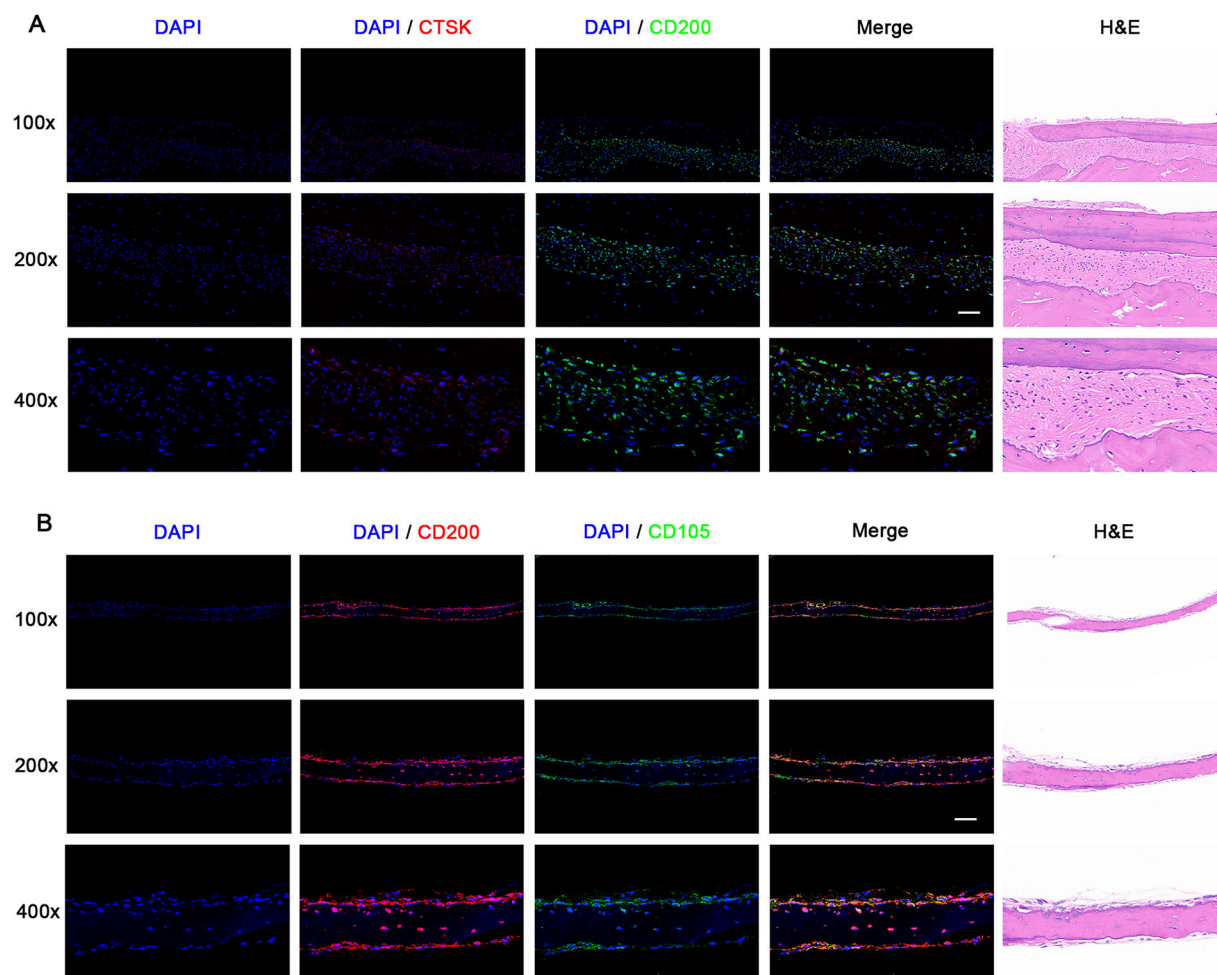 A
DAPI DAPI / CTSK DAPI / CD200 Merge H&E
100x
200x
400x
B
DAPI DAPI / CD200 DAPI / CD105 Merge H&E
100x
200x
400x